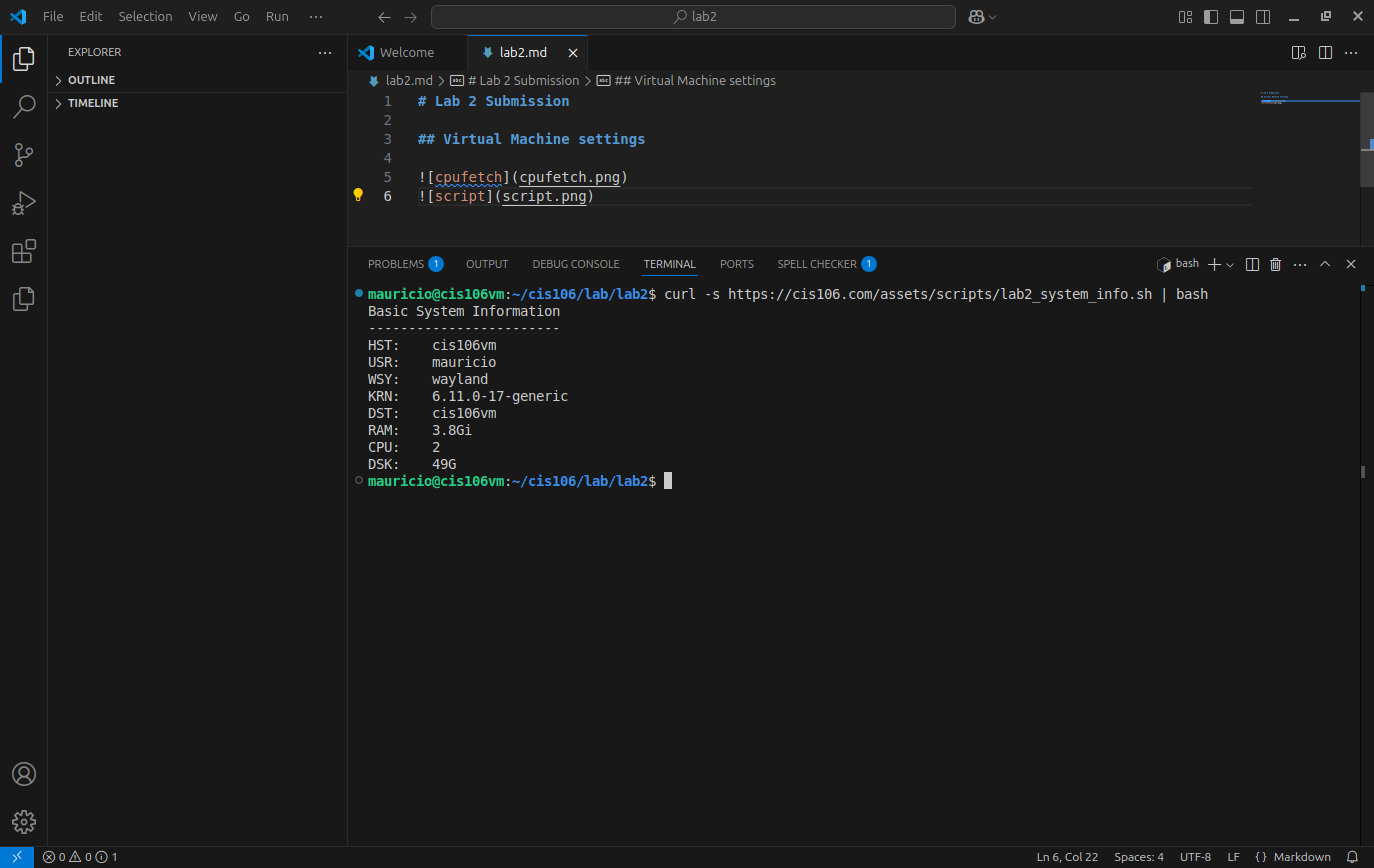 File Edit Selection View Go Run ··· lab2
EXPLORER ···
OUTLINE
TIMELINE
Welcome lab2.md
lab2.md > # Lab 2 Submission > ## Virtual Machine settings
1 # Lab 2 Submission
2
3 ## Virtual Machine settings
4
5 ![cpufetch](cpufetch.png)
6 ![script](script.png)
PROBLEMS 1 OUTPUT DEBUG CONSOLE TERMINAL PORTS SPELL CHECKER 1 bash
mauricio@cis106vm:~/cis106/lab/lab2$ curl -s https://cis106.com/assets/scripts/lab2_system_info.sh | bash
Basic System Information
------------------------
HST: cis106vm
USR: mauricio
WSY: wayland
KRN: 6.11.0-17-generic
DST: cis106vm
RAM: 3.8Gi
CPU: 2
DSK: 49G
mauricio@cis106vm:~/cis106/lab/lab2$
0 0 1 Ln 6, Col 22 Spaces: 4 UTF-8 LF {} Markdown